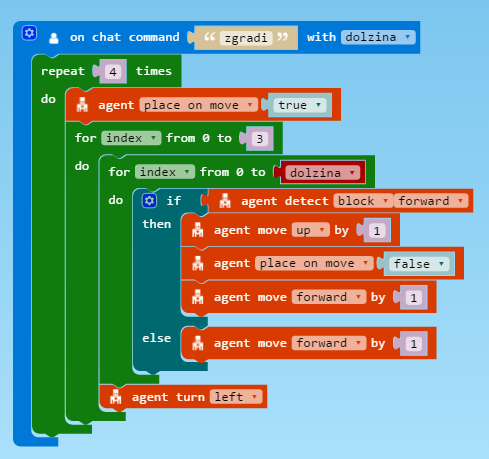 on chat command “ zgradi ” with dolzina
repeat 4 times
do agent place on move true
for index from 0 to 3
do for index from 0 to dolzina
do if agent detect block forward
then agent move up by 1
agent place on move false
agent move forward by 1
else agent move forward by 1
agent turn left